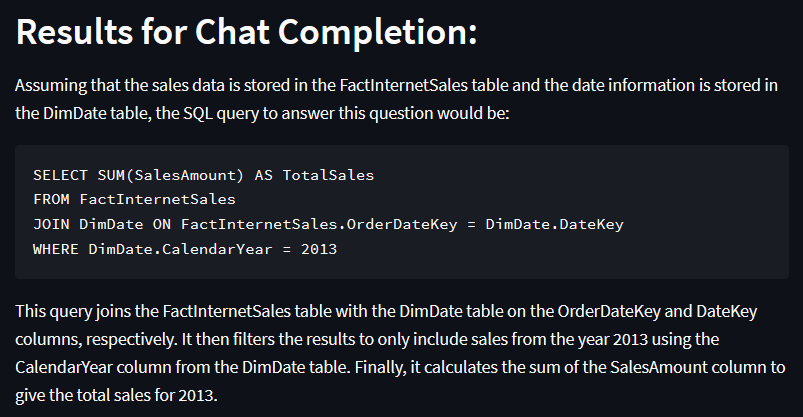 Results for Chat Completion:
Assuming that the sales data is stored in the FactInternetSales table and the date information is stored in
the DimDate table, the SQL query to answer this question would be:
SELECT SUM(SalesAmount) AS TotalSales
FROM FactInternetSales
JOIN DimDate ON FactInternetSales.OrderDateKey = DimDate.DateKey
WHERE DimDate.CalendarYear = 2013
This query joins the FactInternetSales table with the DimDate table on the OrderDateKey and DateKey
columns, respectively. It then filters the results to only include sales from the year 2013 using the
CalendarYear column from the DimDate table. Finally, it calculates the sum of the SalesAmount column to
give the total sales for 2013.